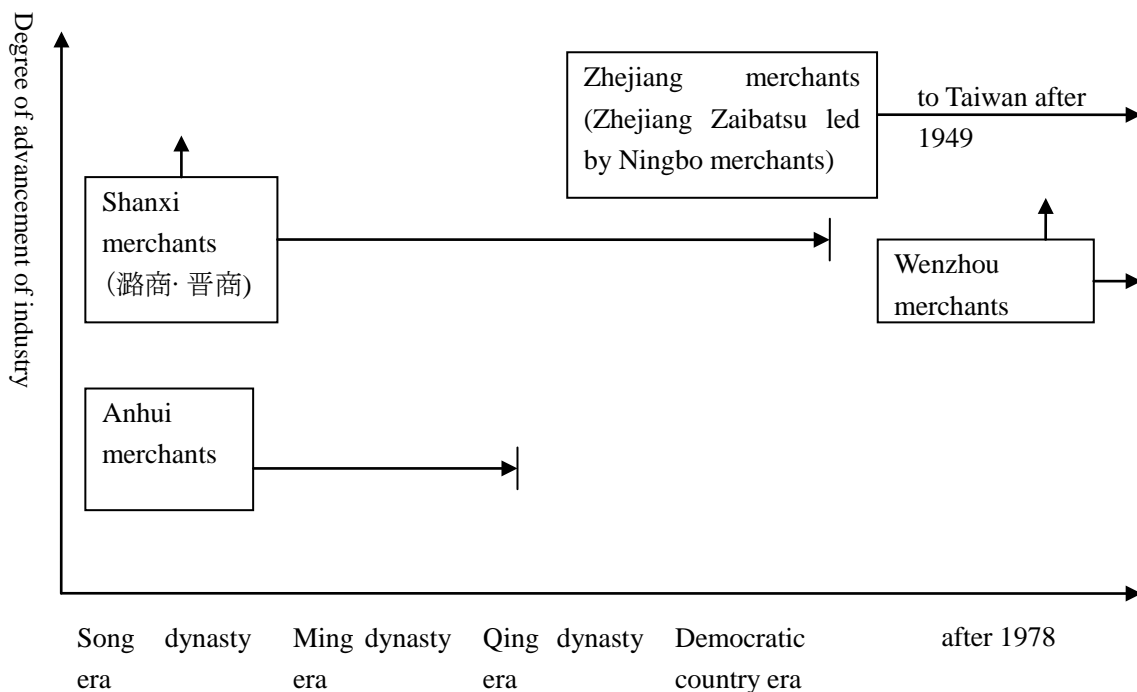 Degree of advancement of industry
Zhejiang merchants
(Zhejiang Zaibatsu led
by Ningbo merchants)
to Taiwan after
1949
Shanxi
merchants
（潞商· 晋商)
Wenzhou
merchants
Anhui
merchants
Song dynasty
era
Ming dynasty
era
Qing dynasty
era
Democratic
country era
after 1978